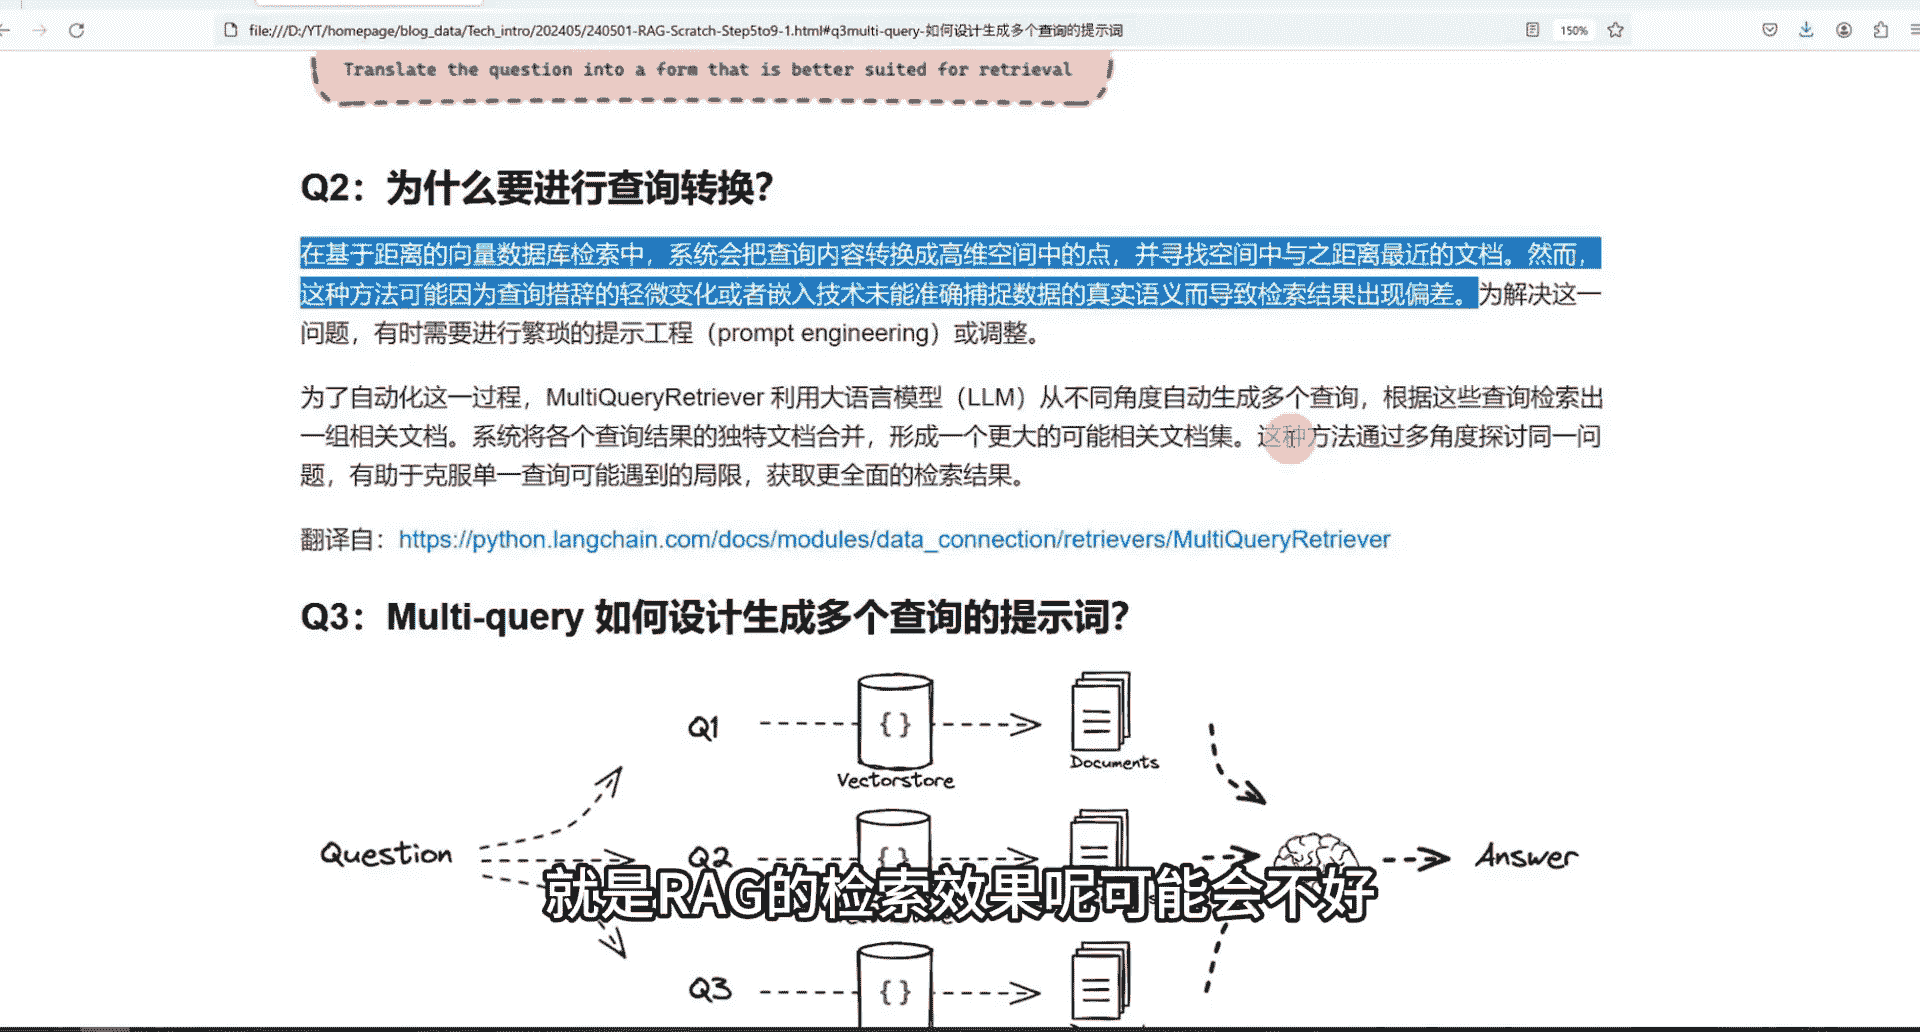 file:///D:/YT/homepage/blog_data/Tech_intro/202405/240501-RAG-Scratch-Step5to9-1.html#q3multi-query-如何设计生成多个查询的提示词
150%
Translate the question into a form that is better suited for retrieval
Q2：为什么要进行查询转换？
在基于距离的向量数据库检索中，系统会把查询内容转换成高维空间中的点，并寻找空间中与之距离最近的文档。然而，
这种方法可能因为查询措辞的轻微变化或者嵌入技术未能准确捕捉数据的真实语义而导致检索结果出现偏差。为解决这一
问题，有时需要进行繁琐的提示工程（prompt engineering）或调整。
为了自动化这一过程，MultiQueryRetriever 利用大语言模型（LLM）从不同角度自动生成多个查询，根据这些查询检索出
一组相关文档。系统将各个查询结果的独特文档合并，形成一个更大的可能相关文档集。这种方法通过多角度探讨同一问
题，有助于克服单一查询可能遇到的局限，获取更全面的检索结果。
翻译自：https://python.langchain.com/docs/modules/data_connection/retrievers/MultiQueryRetriever
Q3：Multi-query 如何设计生成多个查询的提示词？
Q1
{}
Vectorstore
Documents
Question
Q2
{}
Answer
就是RAG的检索效果呢可能会不好
Q3
{}